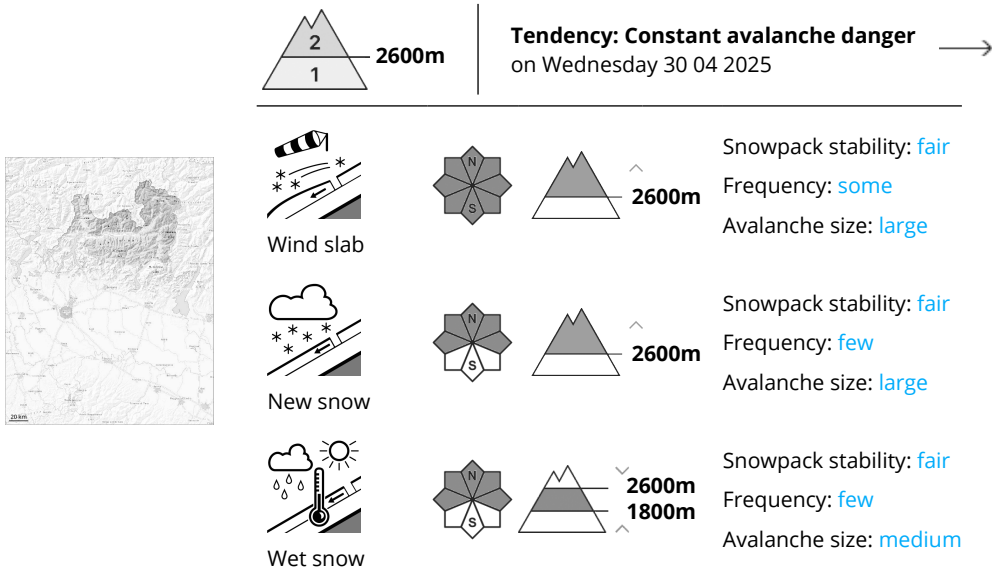 2
2600m
1
Tendency: Constant avalanche danger
on Wednesday 30 04 2025
20 km
Wind slab
N
S
2600m
Snowpack stability: fair
Frequency: some
Avalanche size: large
New snow
N
S
2600m
Snowpack stability: fair
Frequency: few
Avalanche size: large
Wet snow
N
S
2600m
1800m
Snowpack stability: fair
Frequency: few
Avalanche size: medium